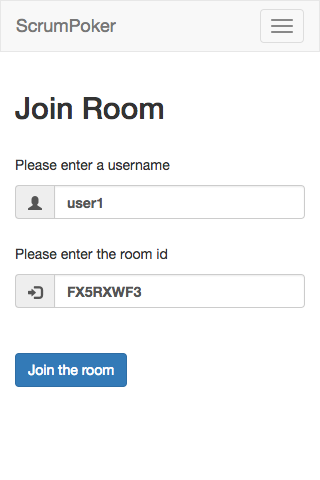 ScrumPoker
Join Room
Please enter a username
user1
Please enter the room id
FX5RXWF3
Join the room